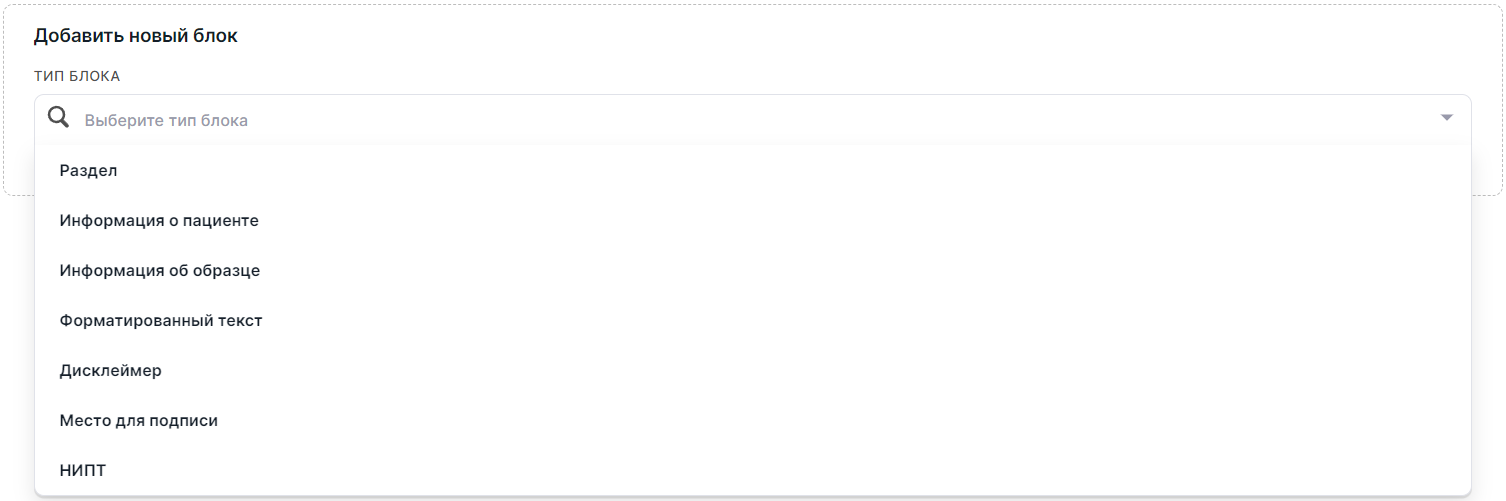 Добавить новый блок
ТИП БЛОКА
Выберите тип блока
Раздел
Информация о пациенте
Информация об образце
Форматированный текст
Дисклеймер
Место для подписи
НИПТ